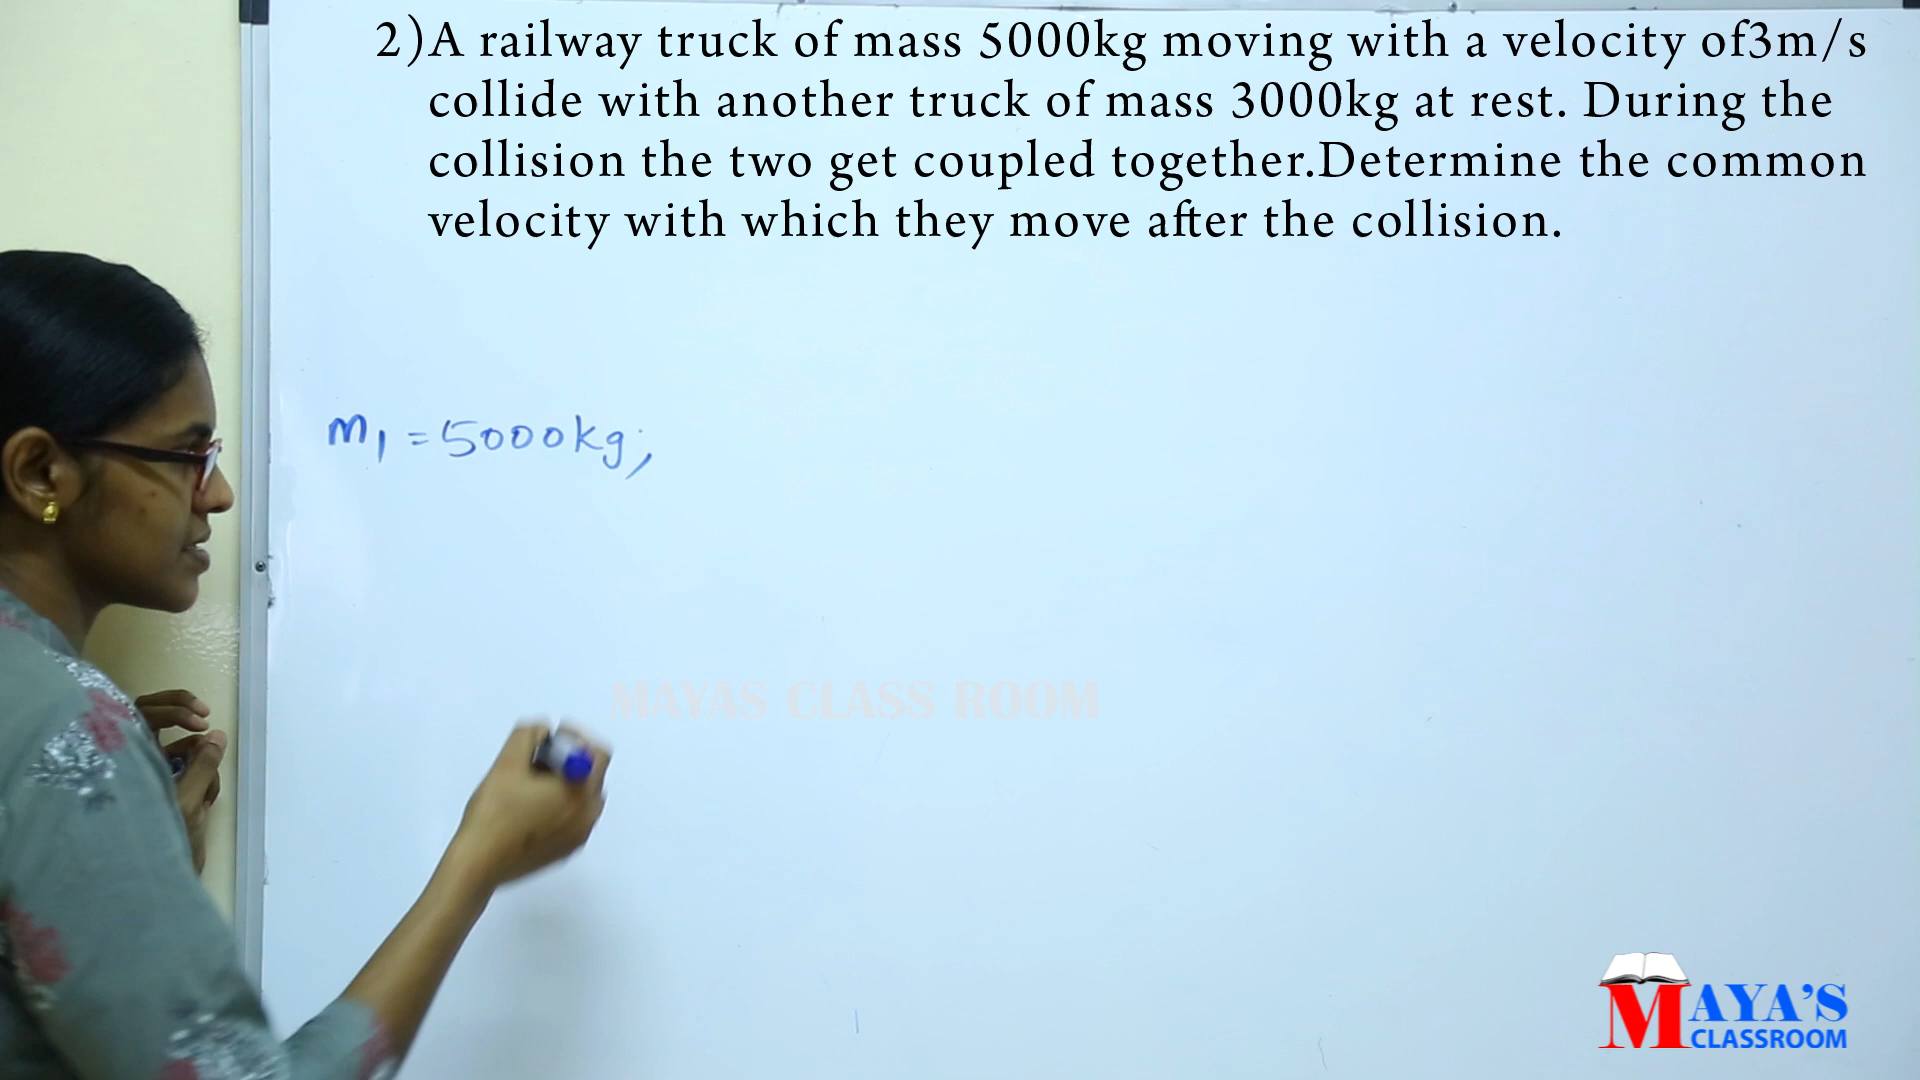 2)A railway truck of mass 5000kg moving with a velocity of3m/s
collide with another truck of mass 3000kg at rest. During the
collision the two get coupled together.Determine the common
velocity with which they move after the collision.
m₁ = 5000kg;
MAYAS CLASS ROOM
MAYA'S
CLASSROOM